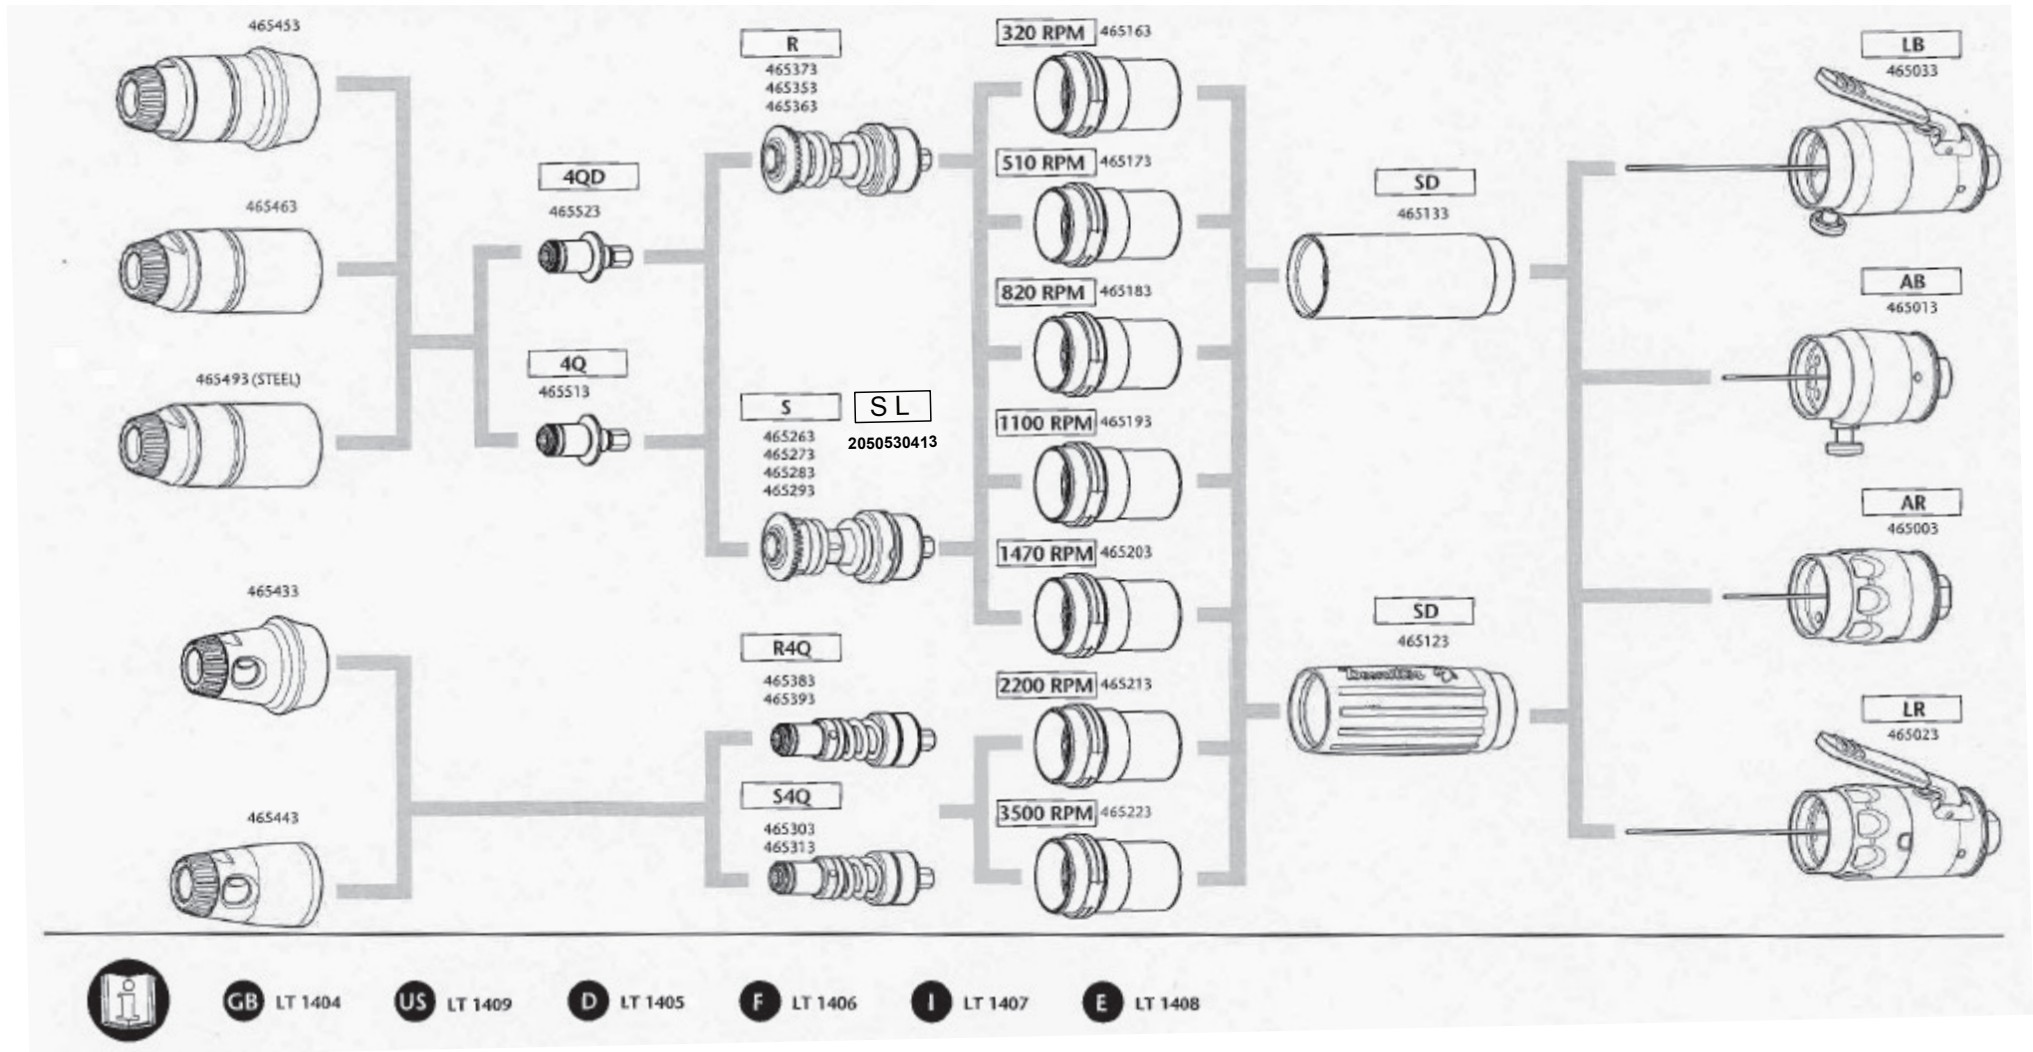 465453
465463
465493 (STEEL)
465433
465443
4QD
465523
4Q
465513
R
465373
465353
465363
S
465263
465273
465283
465293
S L
2050530413
R4Q
465383
465393
S4Q
465303
465313
320 RPM 465163
510 RPM 465173
820 RPM 465183
1100 RPM 465193
1470 RPM 465203
2200 RPM 465213
3500 RPM 465223
SD
465133
SD
465123
LB
465033
AB
465013
AR
465003
LR
465023
i GB LT 1404 US LT 1409 D LT 1405 F LT 1406 I LT 1407 E LT 1408